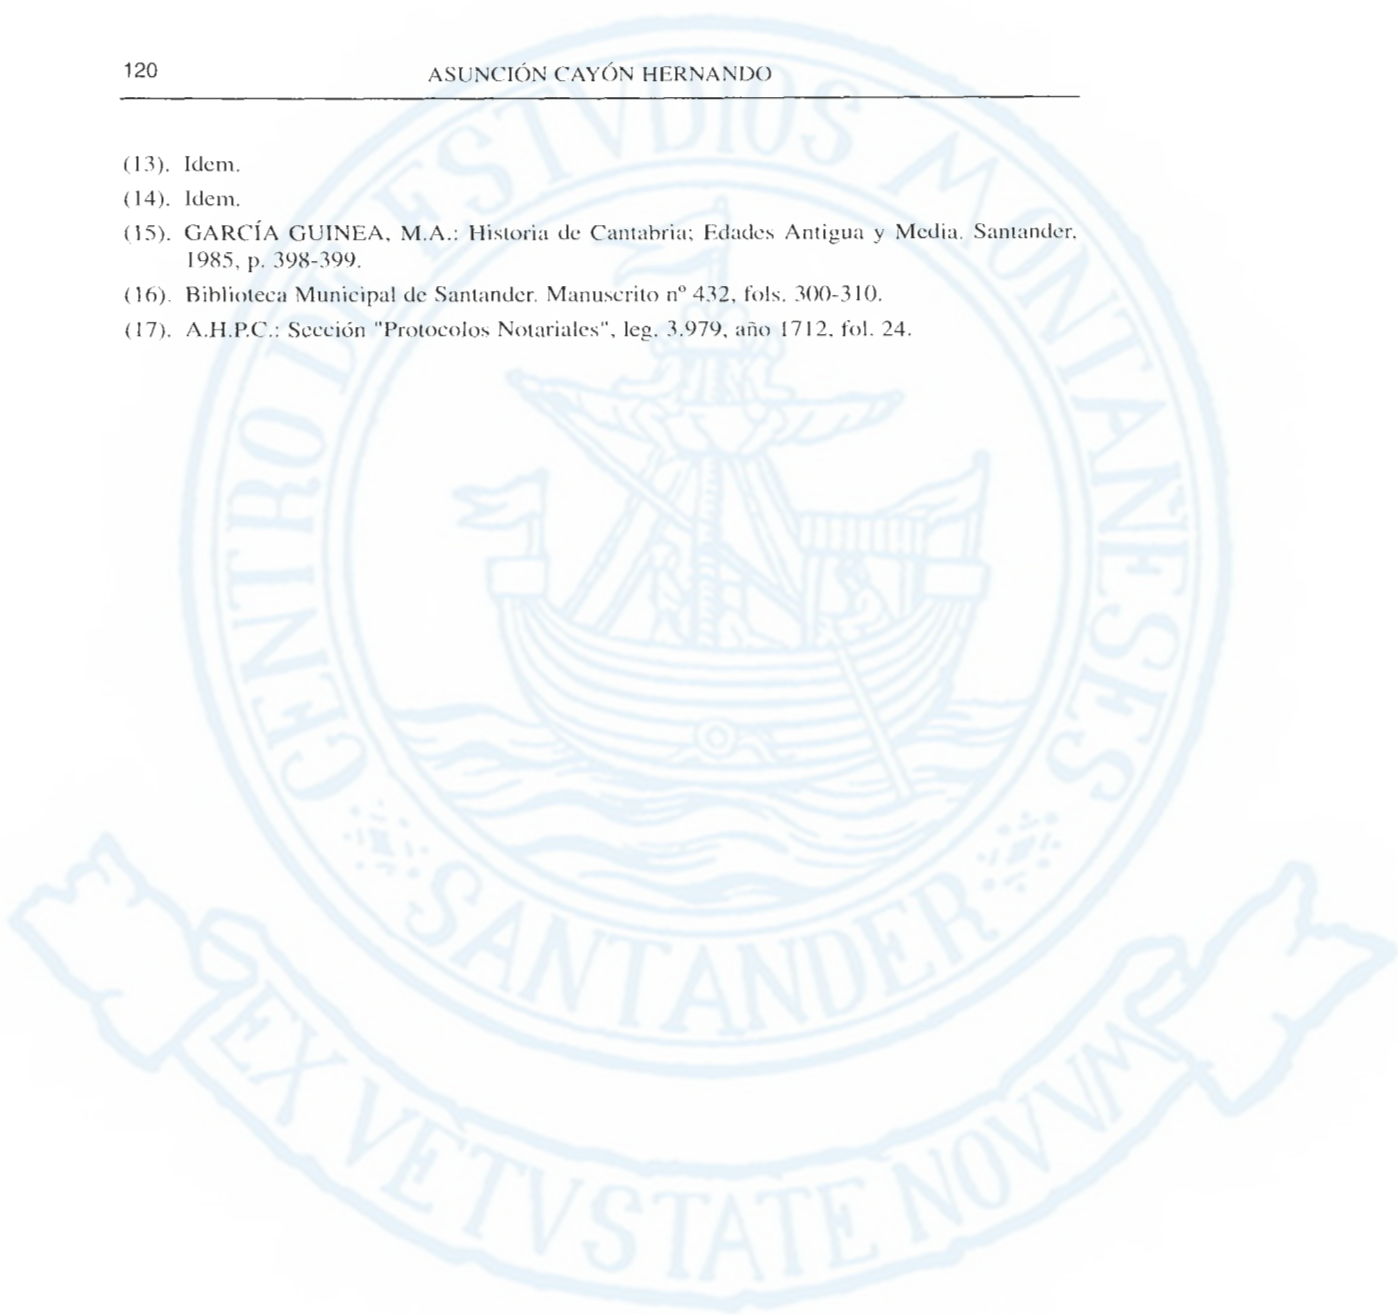 120 ASUNCIÓN CAYÓN HERNANDO
(13). Idem.
(14). Idem.
(15). GARCÍA GUINEA, M.A.: Historia de Cantabria; Edades Antigua y Media. Santander,
1985, p. 398-399.
(16). Biblioteca Municipal de Santander. Manuscrito nº 432, fols. 300-310.
(17). A.H.P.C.: Sección "Protocolos Notariales", leg. 3.979, año 1712, fol. 24.
CENTRO DE ESTVDIOS MONTAÑESES
SANTANDER
EX VETVSTATE NOVVM